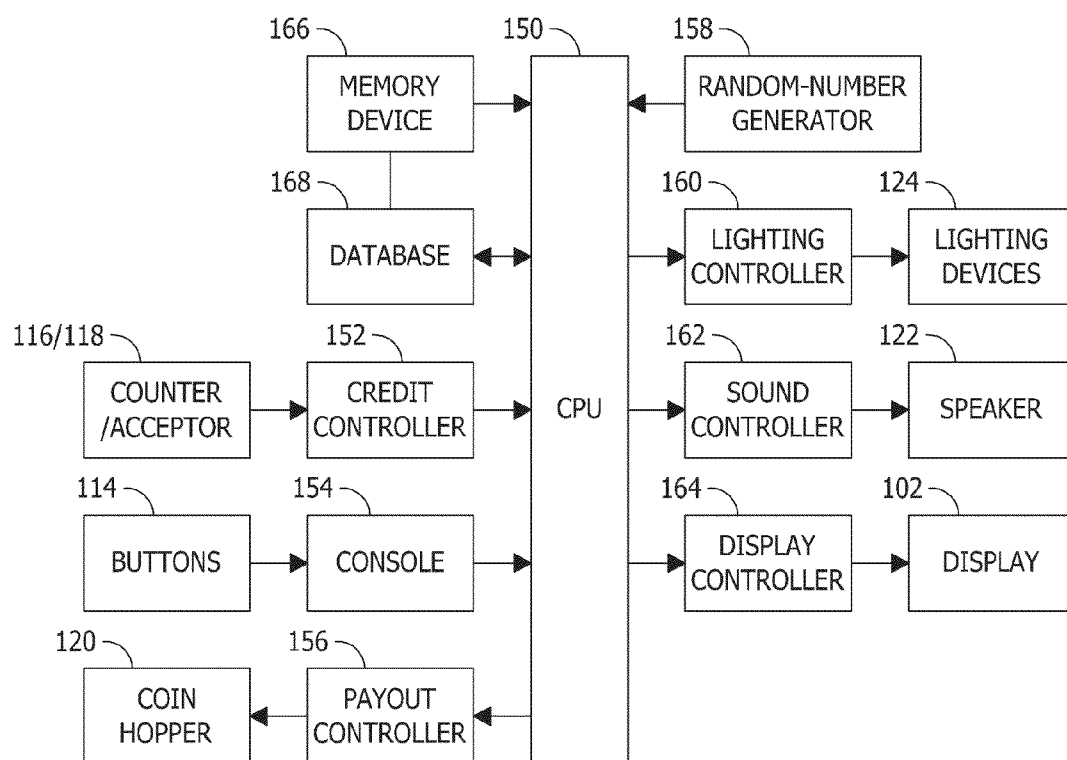 166
150
158
MEMORY
DEVICE
RANDOM-NUMBER
GENERATOR
168
160
124
DATABASE
LIGHTING
CONTROLLER
LIGHTING
DEVICES
116/118
152
162
122
COUNTER
/ACCEPTOR
CREDIT
CONTROLLER
CPU
SOUND
CONTROLLER
SPEAKER
114
154
164
102
BUTTONS
CONSOLE
DISPLAY
CONTROLLER
DISPLAY
120
156
COIN
HOPPER
PAYOUT
CONTROLLER